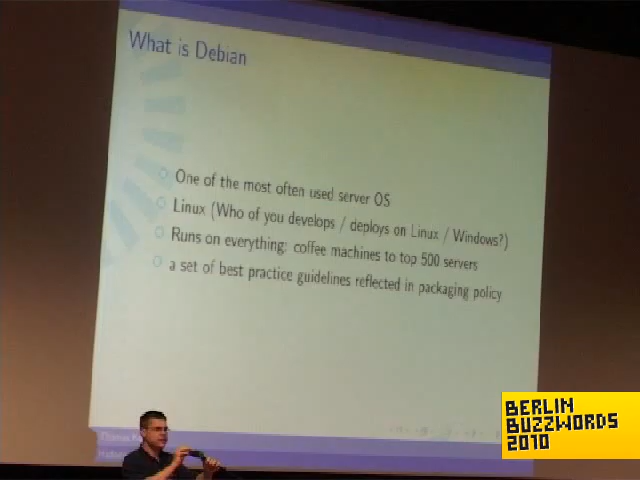 What is Debian
One of the most often used server OS
Linux (Who of you develops / deploys on Linux / Windows?)
Runs on everything: coffee machines to top 500 servers
a set of best practice guidelines reflected in packaging policy
Thomas
BERLIN
BUZZWORDS
2010